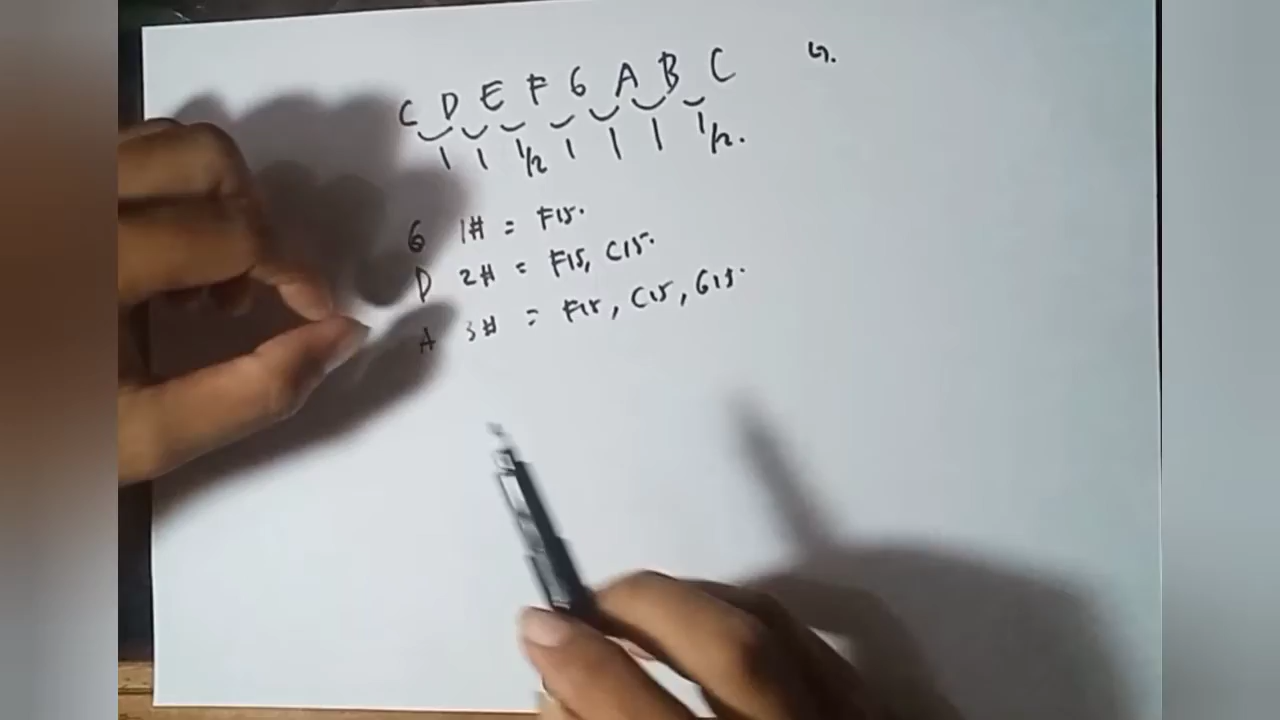 C D E F G A B C
1 1 1/2 1 1 1 1/2.
G 1# = Fis.
D 2# = Fis, Cis.
A 3# = Fis, Cis, Gis.